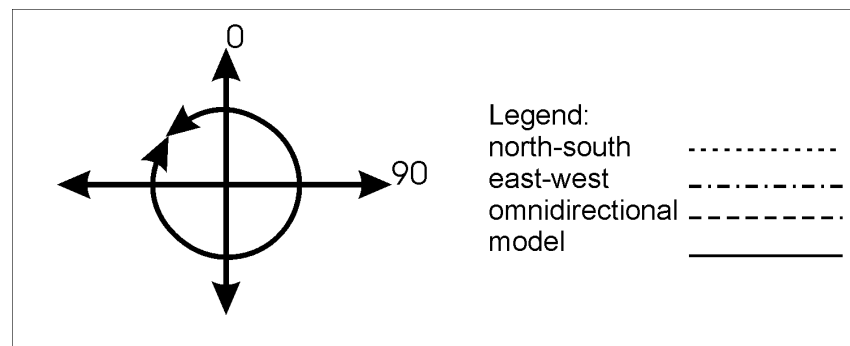 0
90
Legend:
north-south
east-west
omnidirectional
model